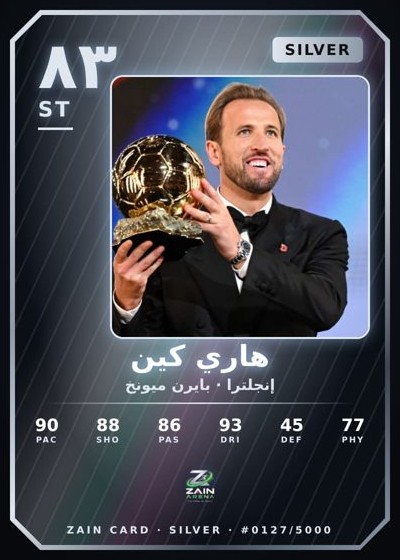 ٨٣
SILVER
ST
هاري كين
إنجلترا · بايرن ميونخ
90 88 86 93 45 77
PAC SHO PAS DRI DEF PHY
ZAIN
ARENA
ZAIN CARD · SILVER · #0127/5000